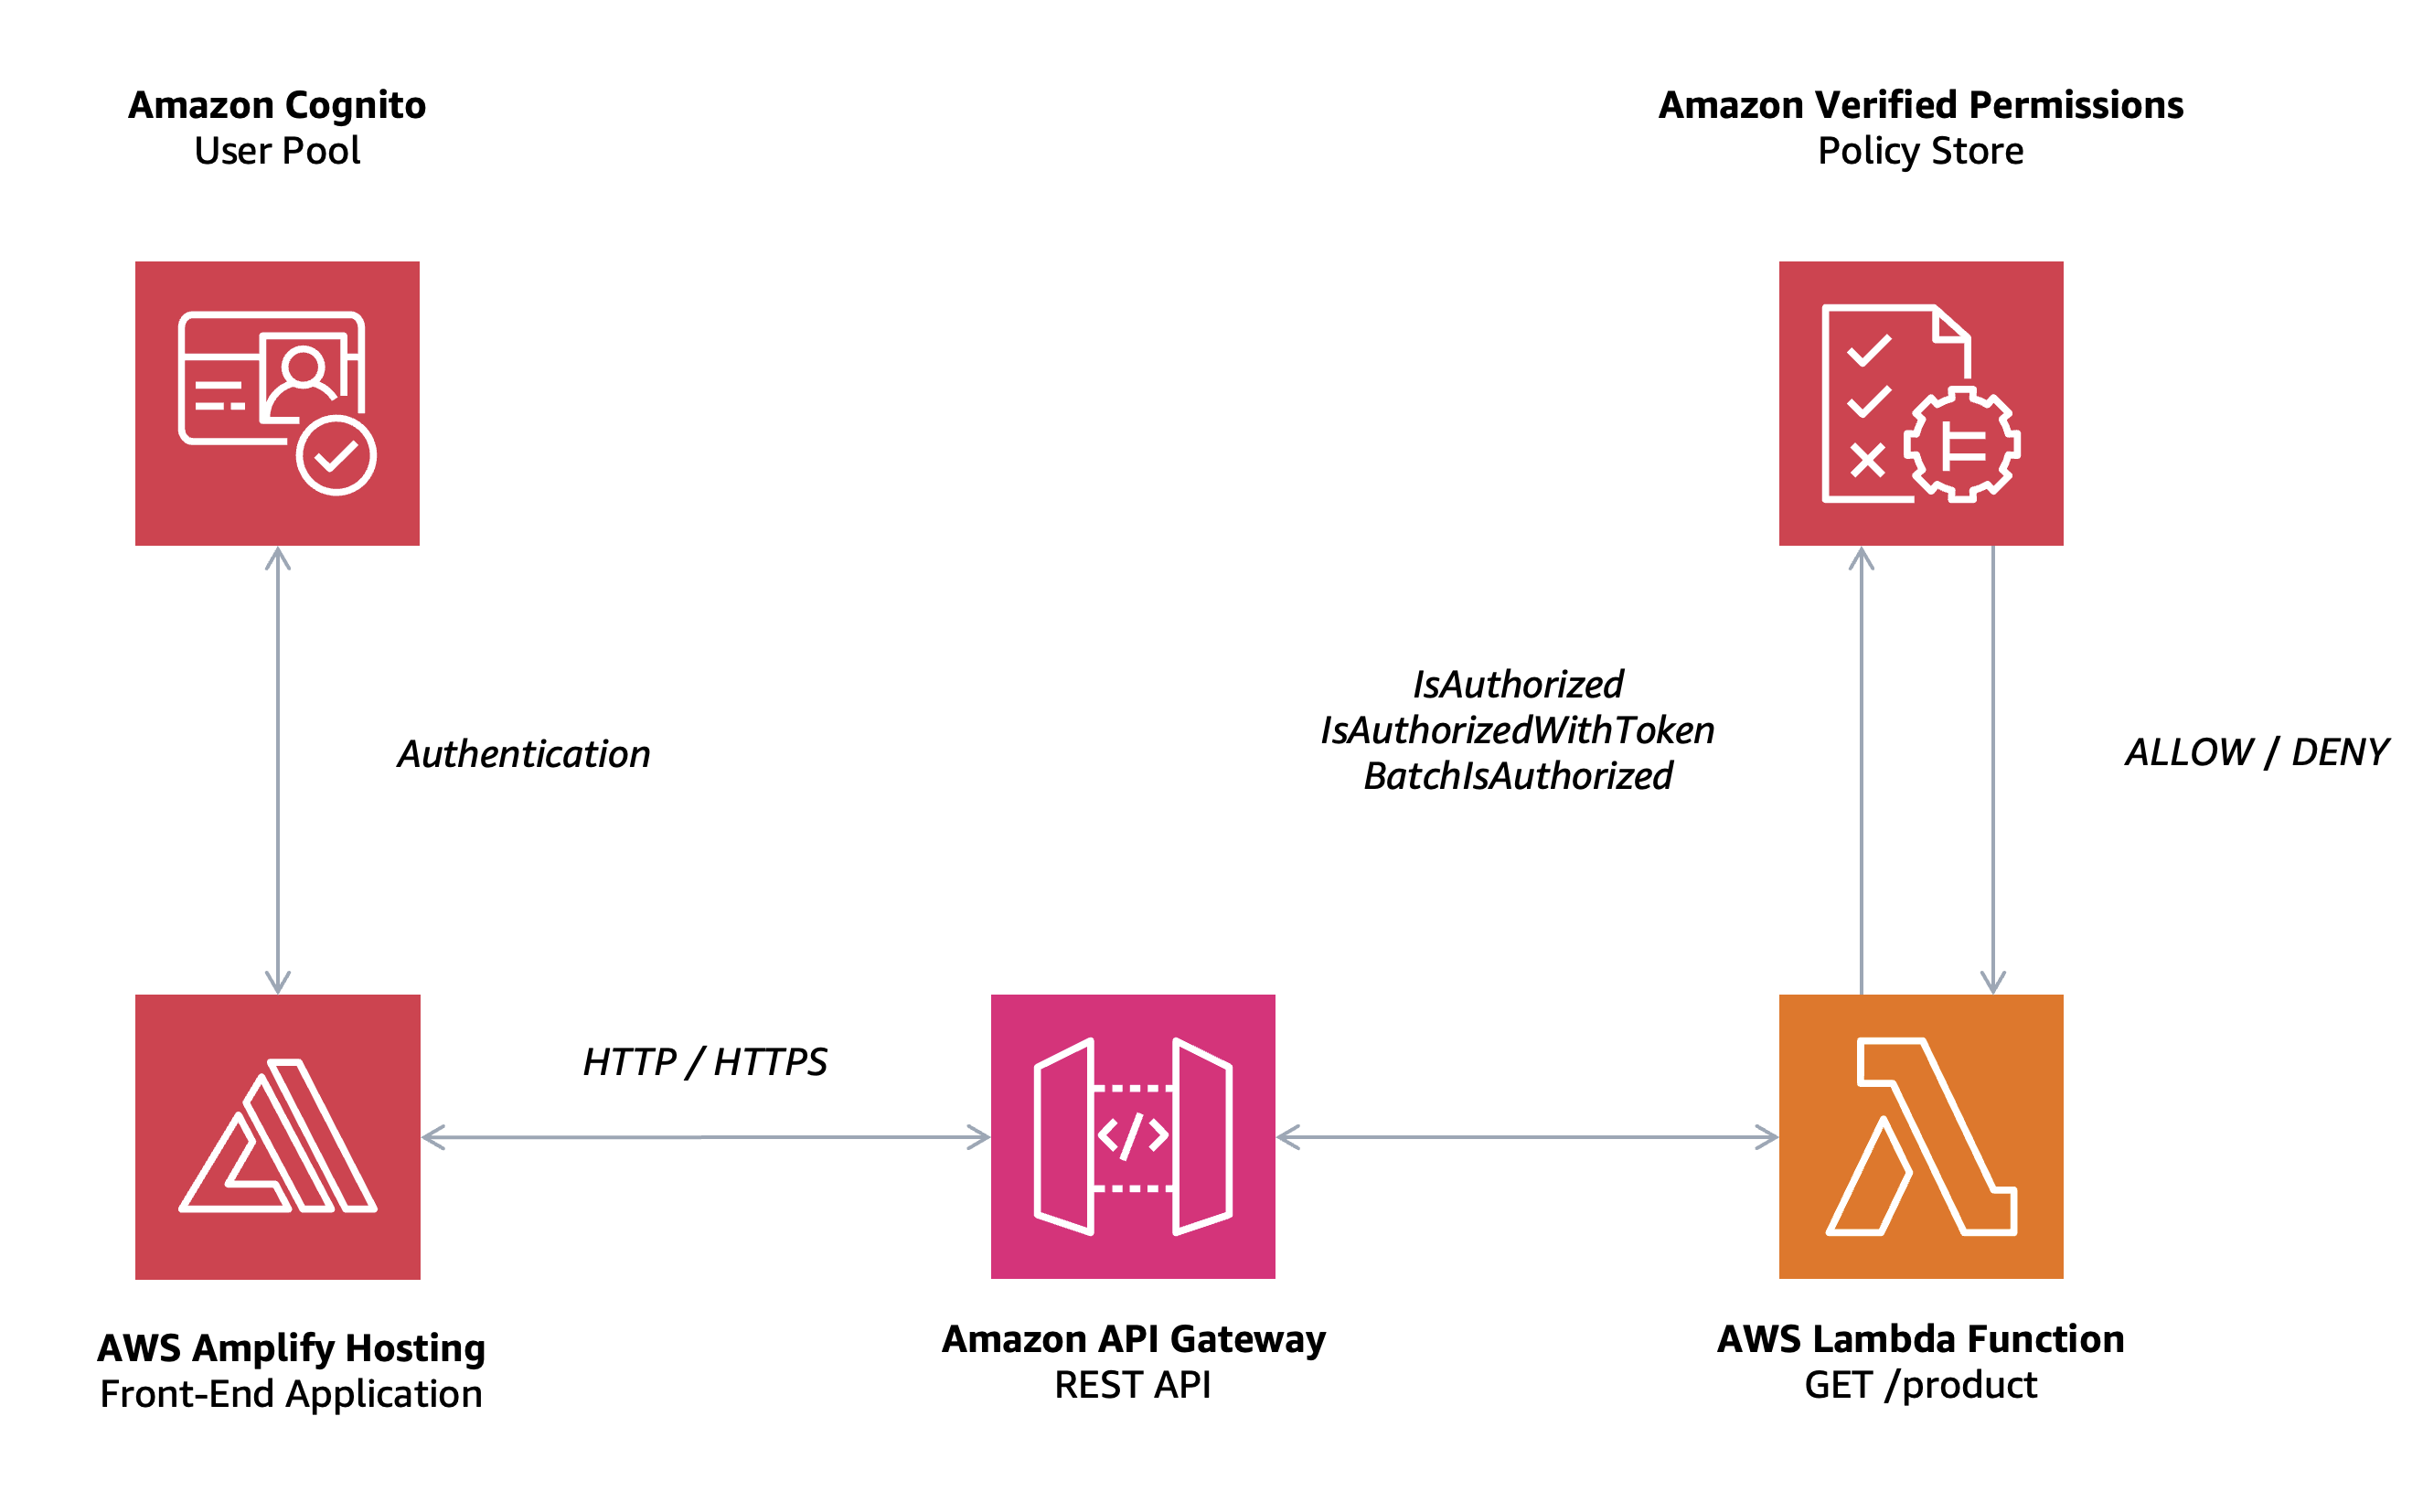 Amazon Cognito
User Pool
Amazon Verified Permissions
Policy Store
Authentication
IsAuthorized
IsAuthorizedWithToken
BatchIsAuthorized
ALLOW / DENY
HTTP / HTTPS
AWS Amplify Hosting
Front-End Application
Amazon API Gateway
REST API
AWS Lambda Function
GET /product